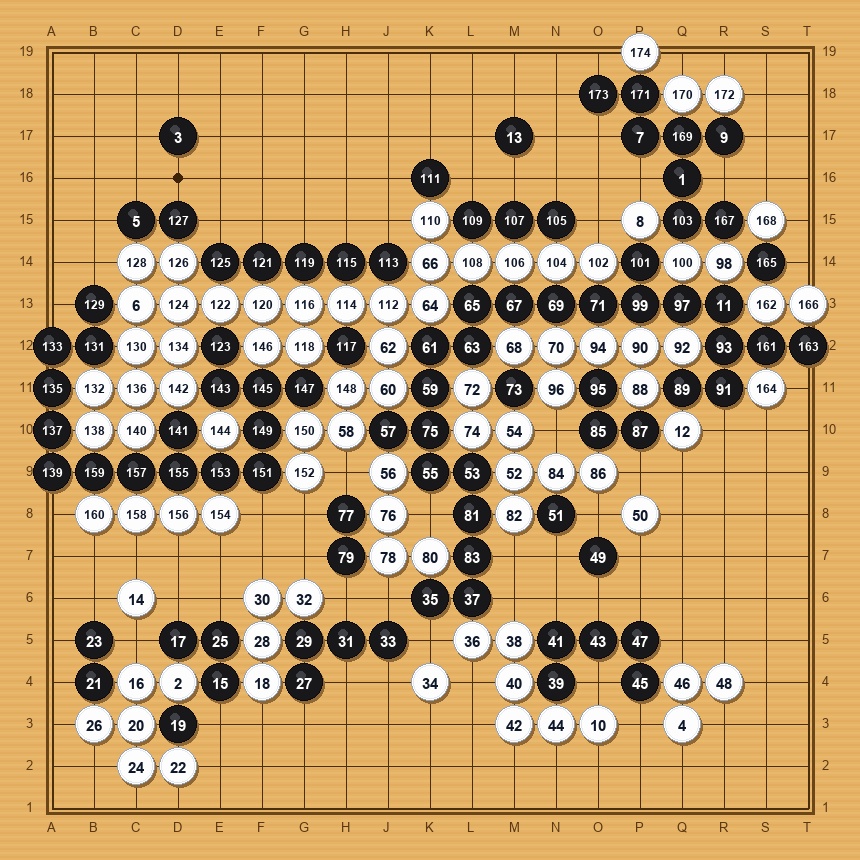 A B C D E F G H J K L M N O P Q R S T
19 174 19
18 173 171 170 172 18
17 3 13 7 169 9 17
16 111 1 16
15 5 127 110 109 107 105 8 103 167 168 15
14 128 126 125 121 119 115 113 66 108 106 104 102 101 100 98 165 14
13 129 6 124 122 120 116 114 112 64 65 67 69 71 99 97 11 162 166 3
12 133 131 130 134 123 146 118 117 62 61 63 68 70 94 90 92 93 161 163 2
11 135 132 136 142 143 145 147 148 60 59 72 73 96 95 88 89 91 164 11
10 137 138 140 141 144 149 150 58 57 75 74 54 85 87 12 10
9 139 159 157 155 153 151 152 56 55 53 52 84 86 9
8 160 158 156 154 77 76 81 82 51 50 8
7 79 78 80 83 49 7
6 14 30 32 35 37 6
5 23 17 25 28 29 31 33 36 38 41 43 47 5
4 21 16 2 15 18 27 34 40 39 45 46 48 4
3 26 20 19 42 44 10 4 3
2 24 22 2
1 1
A B C D E F G H J K L M N O P Q R S T